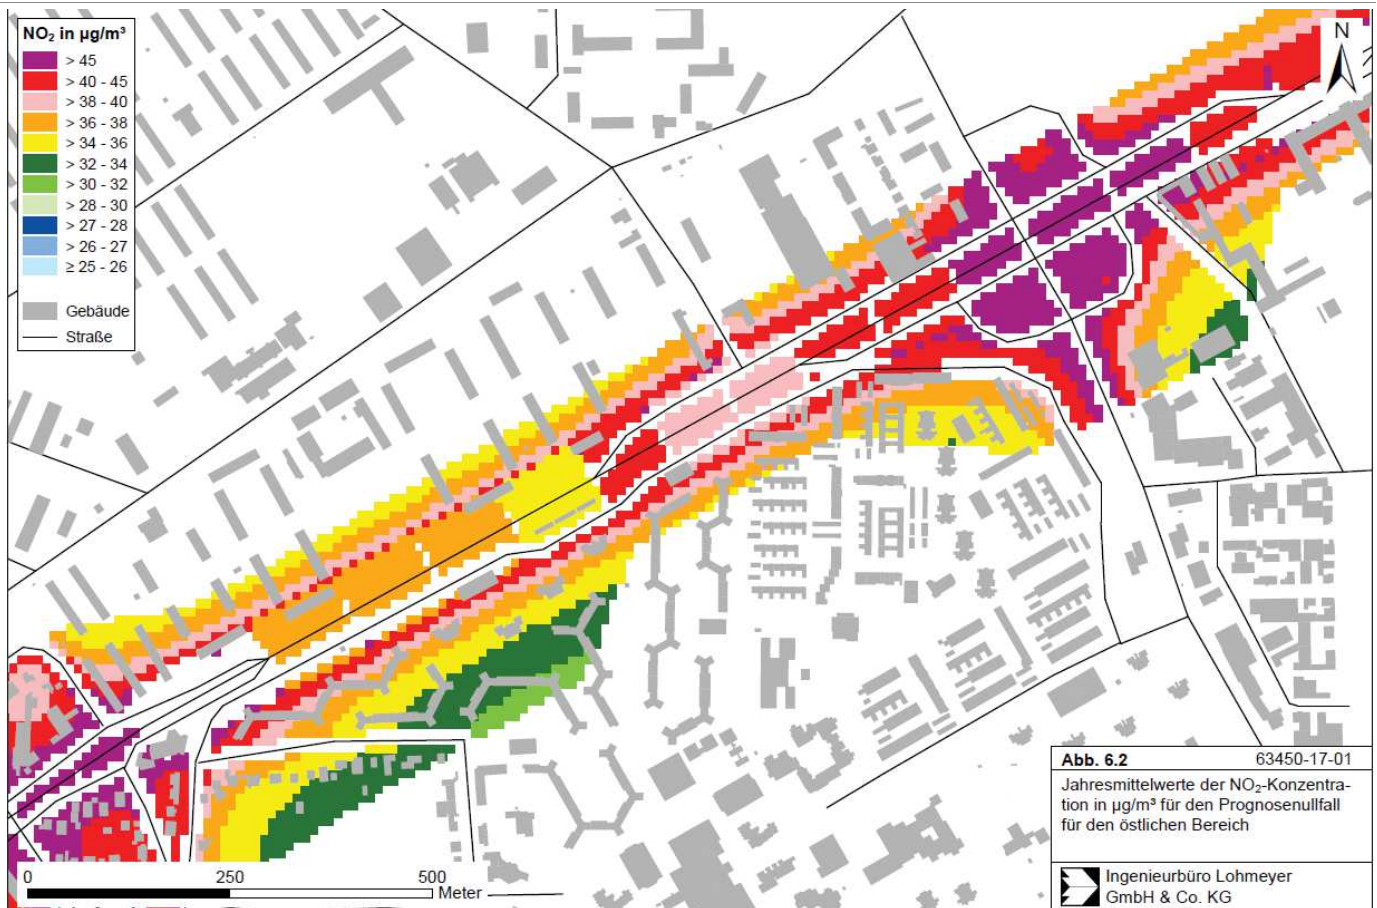 NO₂ in µg/m³
> 45
> 40 - 45
> 38 - 40
> 36 - 38
> 34 - 36
> 32 - 34
> 30 - 32
> 28 - 30
> 27 - 28
> 26 - 27
≥ 25 - 26
Gebäude
Straße
N
0 250 500
Meter
Abb. 6.2 63450-17-01
Jahresmittelwerte der NO₂-Konzentra-
tion in µg/m³ für den Prognosenullfall
für den östlichen Bereich
Ingenieurbüro Lohmeyer
GmbH & Co. KG